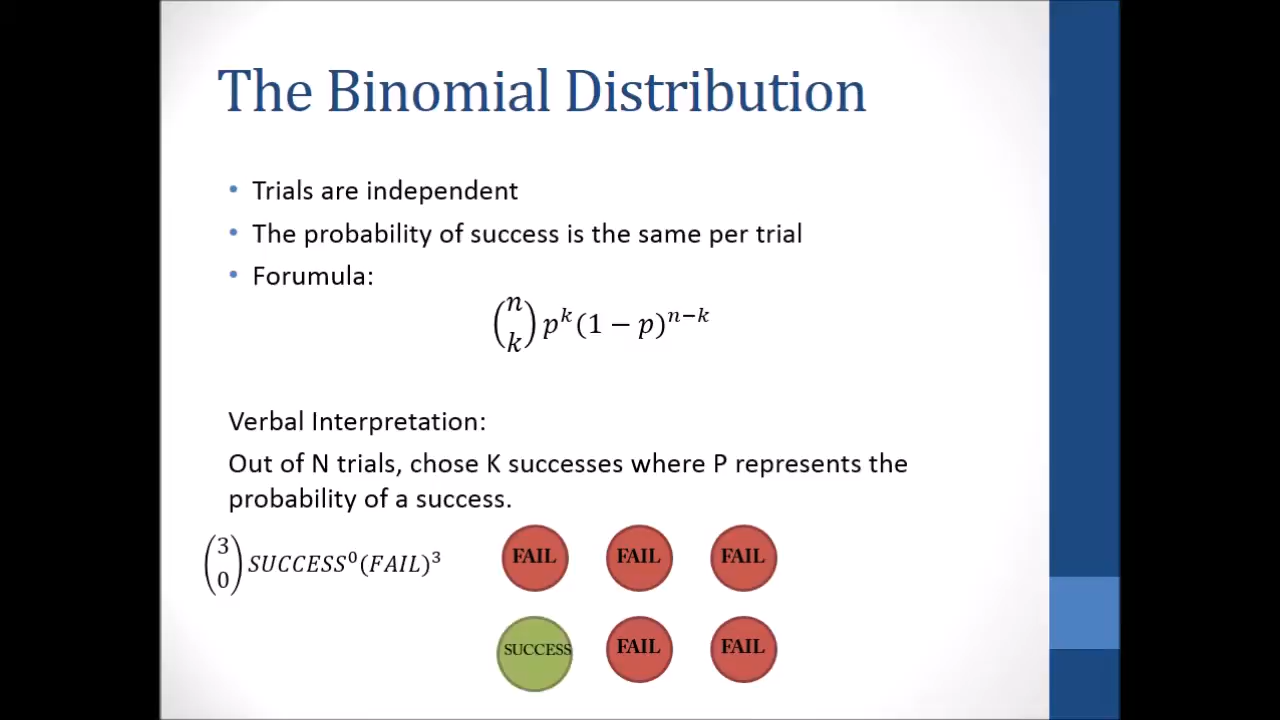 The Binomial Distribution
• Trials are independent
• The probability of success is the same per trial
• Forumula:
(n k) p^k (1 − p)^{n−k}
Verbal Interpretation:
Out of N trials, chose K successes where P represents the
probability of a success.
(3 0) SUCCESS^0 (FAIL)^3
FAIL FAIL FAIL
SUCCESS FAIL FAIL